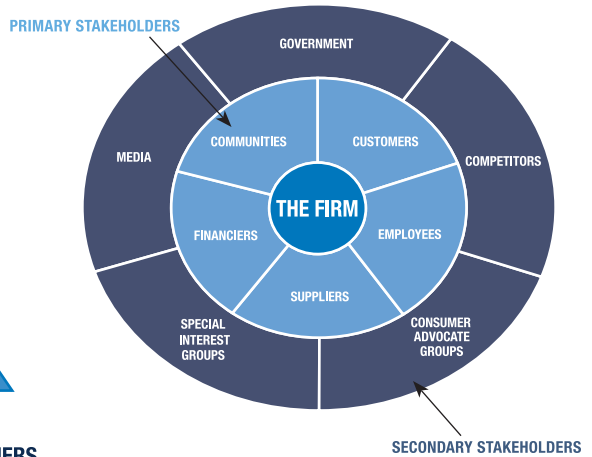 PRIMARY STAKEHOLDERS
GOVERNMENT
COMMUNITIES
CUSTOMERS
MEDIA
COMPETITORS
THE FIRM
FINANCIERS
EMPLOYEES
SUPPLIERS
SPECIAL
INTEREST
GROUPS
CONSUMER
ADVOCATE
GROUPS
SECONDARY STAKEHOLDERS